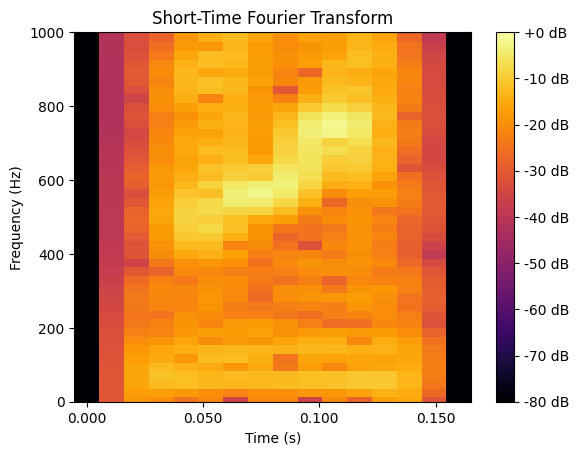 Short-Time Fourier Transform
1000
800
600
400
200
0
Frequency (Hz)
0.000
0.050
0.100
0.150
Time (s)
+0 dB
-10 dB
-20 dB
-30 dB
-40 dB
-50 dB
-60 dB
-70 dB
-80 dB